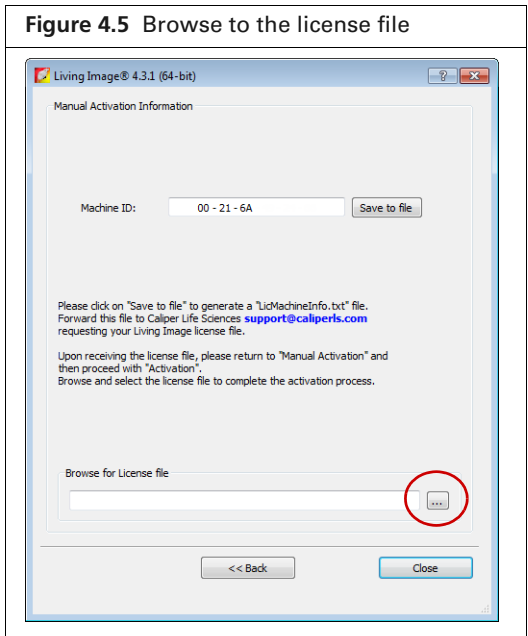 Figure 4.5 Browse to the license file
Living Image® 4.3.1 (64-bit)
Manual Activation Information
Machine ID: 00 - 21 - 6A Save to file
Please click on "Save to file" to generate a "LicMachineInfo.txt" file.
Forward this file to Caliper Life Sciences support@caliperls.com
requesting your Living Image license file.
Upon receiving the license file, please return to "Manual Activation" and
then proceed with "Activation".
Browse and select the license file to complete the activation process.
Browse for License file
...
<< Back Close